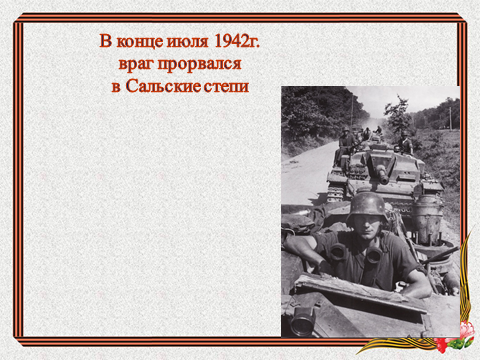 В конце июля 1942г.
враг прорвался
в Сальские степи